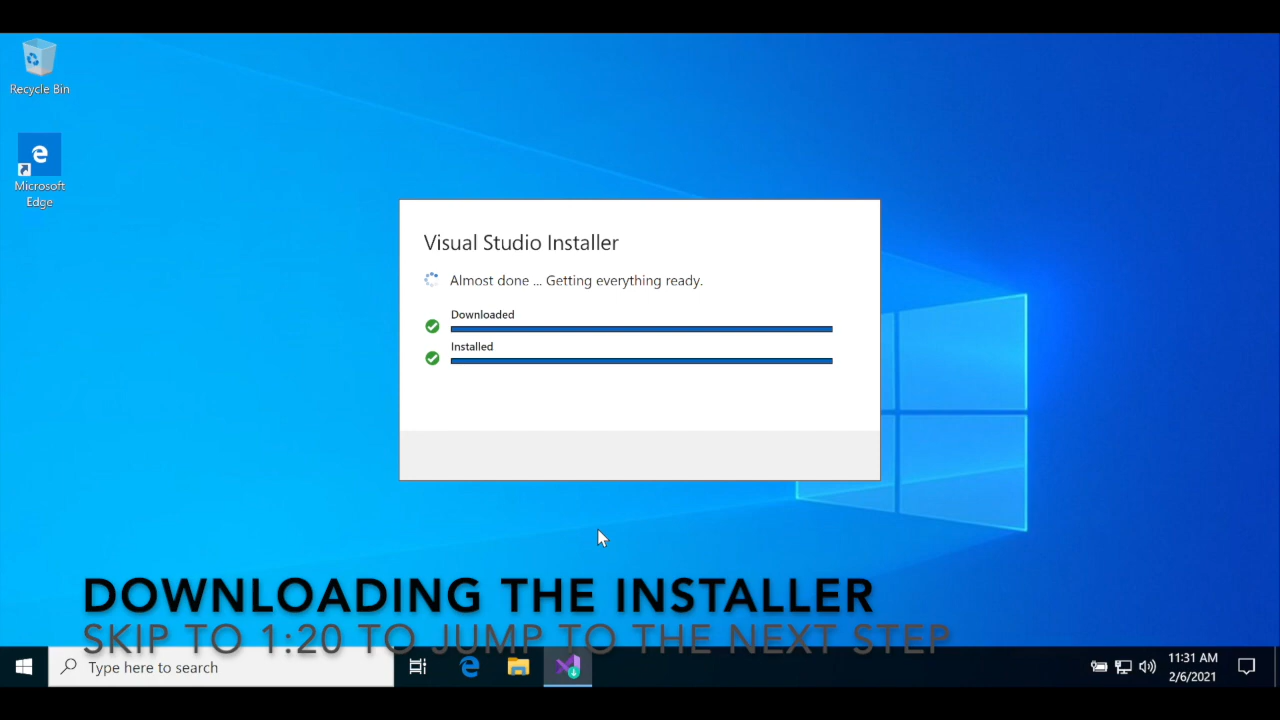 Recycle Bin
Microsoft
Edge
Visual Studio Installer
Almost done ... Getting everything ready.
Downloaded
Installed
DOWNLOADING THE INSTALLER
SKIP TO 1:20 TO JUMP TO THE NEXT STEP
Type here to search
11:31 AM
2/6/2021